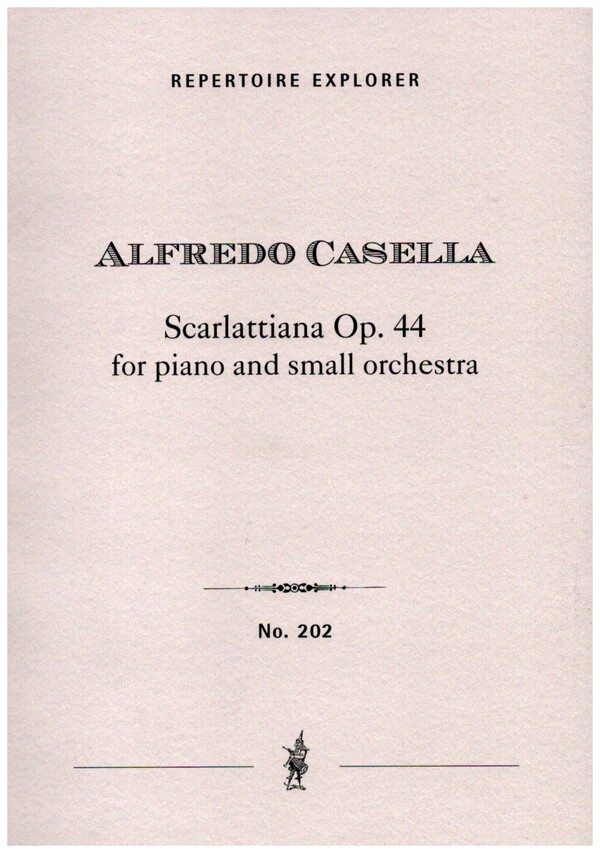 REPERTOIRE EXPLORER
ALFREDO CASELLA
Scarlattiana Op. 44
for piano and small orchestra
No. 202